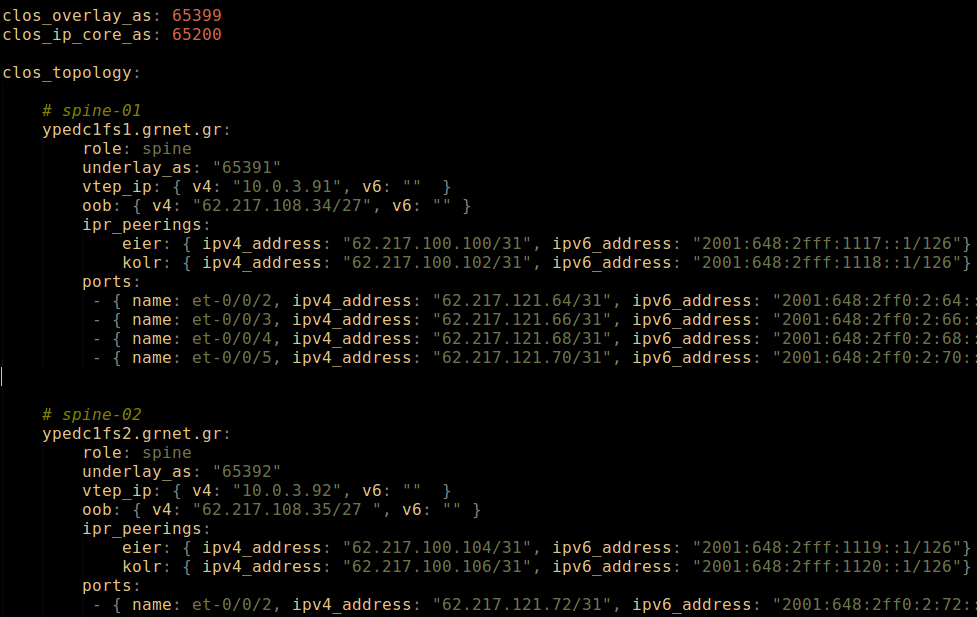 clos_overlay_as: 65399
clos_ip_core_as: 65200
clos_topology:
# spine-01
ypedc1fs1.grnet.gr:
role: spine
underlay_as: "65391"
vtep_ip: { v4: "10.0.3.91", v6: ""  }
oob: { v4: "62.217.108.34/27", v6: "" }
ipr_peerings:
eier: { ipv4_address: "62.217.100.100/31", ipv6_address: "2001:648:2fff:1117::1/126"}
kolr: { ipv4_address: "62.217.100.102/31", ipv6_address: "2001:648:2fff:1118::1/126"}
ports:
- { name: et-0/0/2, ipv4_address: "62.217.121.64/31", ipv6_address: "2001:648:2ff0:2:64::
- { name: et-0/0/3, ipv4_address: "62.217.121.66/31", ipv6_address: "2001:648:2ff0:2:66::
- { name: et-0/0/4, ipv4_address: "62.217.121.68/31", ipv6_address: "2001:648:2ff0:2:68::
- { name: et-0/0/5, ipv4_address: "62.217.121.70/31", ipv6_address: "2001:648:2ff0:2:70::
# spine-02
ypedc1fs2.grnet.gr:
role: spine
underlay_as: "65392"
vtep_ip: { v4: "10.0.3.92", v6: ""  }
oob: { v4: "62.217.108.35/27 ", v6: "" }
ipr_peerings:
eier: { ipv4_address: "62.217.100.104/31", ipv6_address: "2001:648:2fff:1119::1/126"}
kolr: { ipv4_address: "62.217.100.106/31", ipv6_address: "2001:648:2fff:1120::1/126"}
ports:
- { name: et-0/0/2, ipv4_address: "62.217.121.72/31", ipv6_address: "2001:648:2ff0:2:72::